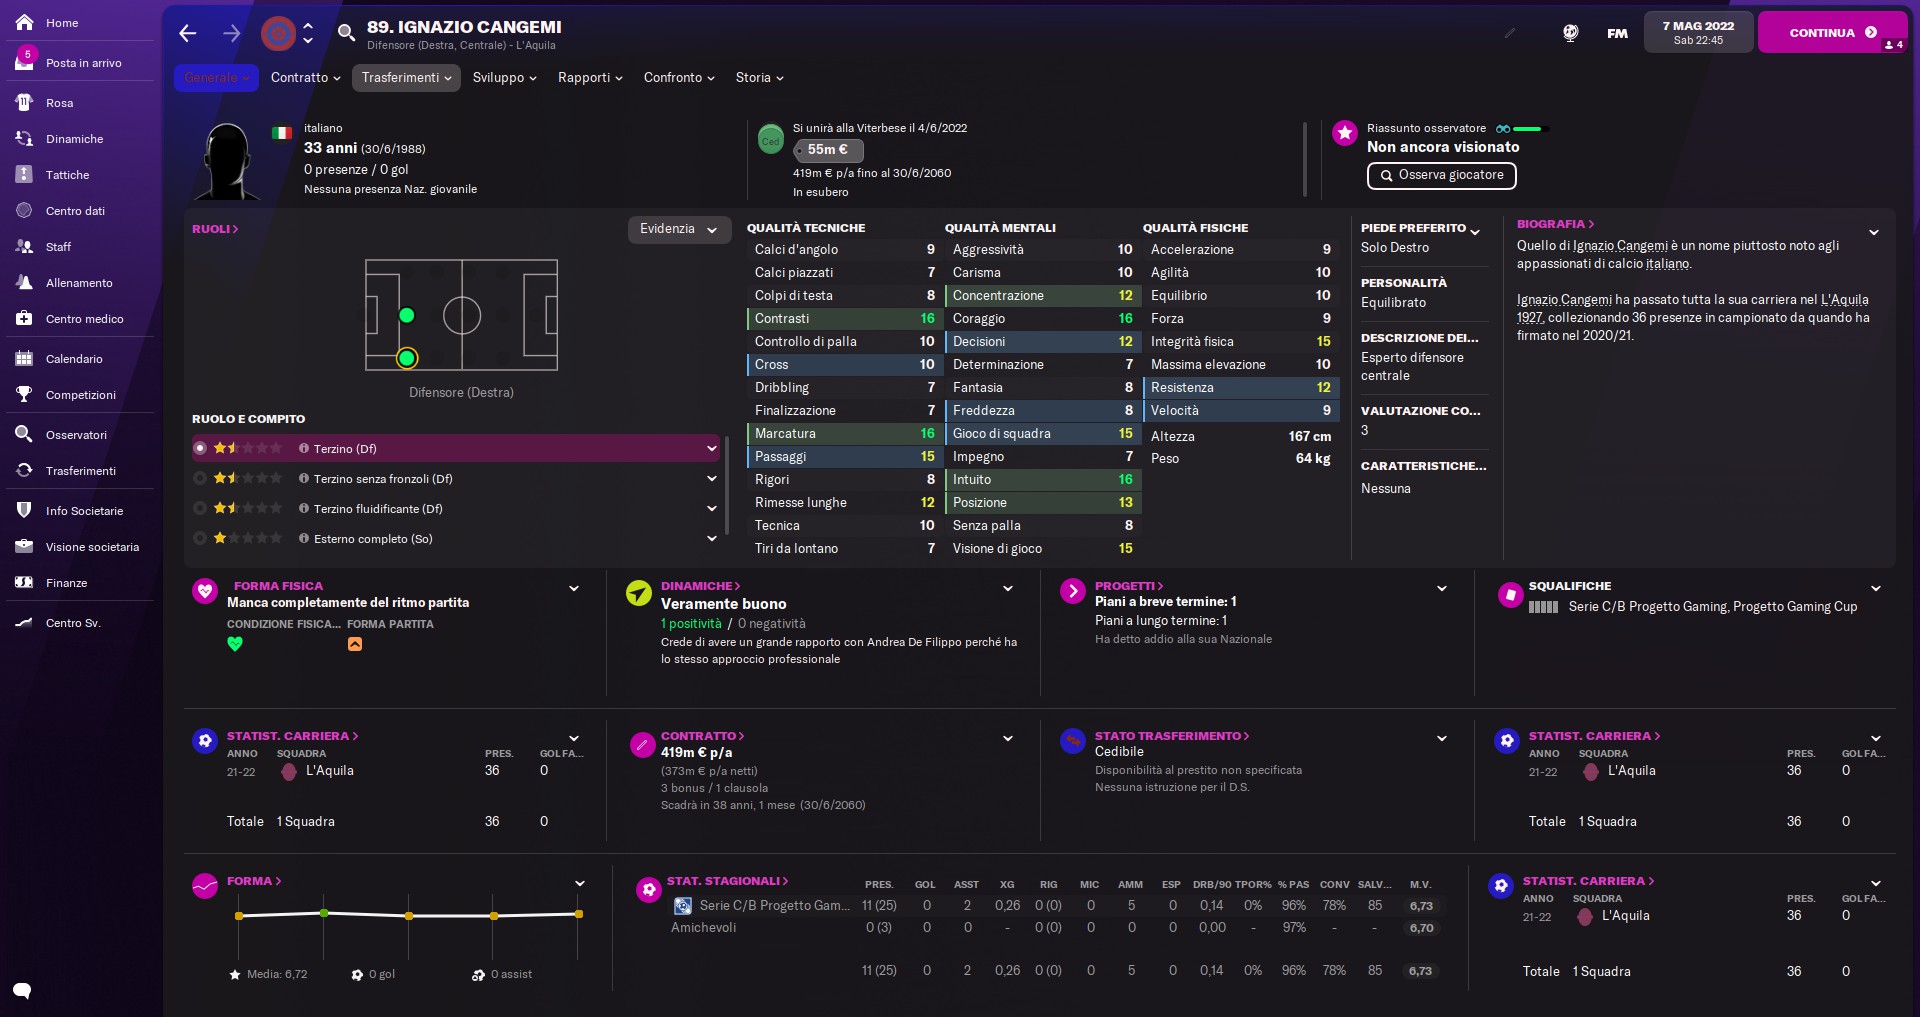 Home
5
Posta in arrivo
Rosa
Dinamiche
Tattiche
Centro dati
Staff
Allenamento
Centro medico
Calendario
Competizioni
Osservatori
Trasferimenti
Info Societarie
Visione societaria
Finanze
Centro Sv.
89. IGNAZIO CANGEMI
Difensore (Destra, Centrale) - L'Aquila
FM
7 MAG 2022
Sab 22:45
CONTINUA
4
Generale
Contratto
Trasferimenti
Sviluppo
Rapporti
Confronto
Storia
italiano
33 anni (30/6/1988)
0 presenze / 0 gol
Nessuna presenza Naz. giovanile
Ced
Si unirà alla Viterbese il 4/6/2022
55m €
419m € p/a fino al 30/6/2060
In esubero
Riassunto osservatore
Non ancora visionato
Osserva giocatore
RUOLI
Evidenzia
Difensore (Destra)
RUOLO E COMPITO
Terzino (Df)
Terzino senza fronzoli (Df)
Terzino fluidificante (Df)
Esterno completo (So)
QUALITÀ TECNICHE
Calci d'angolo 9
Calci piazzati 7
Colpi di testa 8
Contrasti 16
Controllo di palla 10
Cross 10
Dribbling 7
Finalizzazione 7
Marcatura 16
Passaggi 15
Rigori 8
Rimesse lunghe 12
Tecnica 10
Tiri da lontano 7
QUALITÀ MENTALI
Aggressività 10
Carisma 10
Concentrazione 12
Coraggio 16
Decisioni 12
Determinazione 7
Fantasia 8
Freddezza 8
Gioco di squadra 15
Impegno 7
Intuito 16
Posizione 13
Senza palla 8
Visione di gioco 15
QUALITÀ FISICHE
Accelerazione 9
Agilità 10
Equilibrio 10
Forza 9
Integrità fisica 15
Massima elevazione 10
Resistenza 12
Velocità 9
Altezza 167 cm
Peso 64 kg
PIEDE PREFERITO
Solo Destro
PERSONALITÀ
Equilibrato
DESCRIZIONE DEI...
Esperto difensore
centrale
VALUTAZIONE CO...
3
CARATTERISTICHE...
Nessuna
BIOGRAFIA
Quello di Ignazio Cangemi è un nome piuttosto noto agli
appassionati di calcio italiano.
Ignazio Cangemi ha passato tutta la sua carriera nel L'Aquila
1927, collezionando 36 presenze in campionato da quando ha
firmato nel 2020/21.
FORMA FISICA
Manca completamente del ritmo partita
CONDIZIONE FISICA... FORMA PARTITA
DINAMICHE
Veramente buono
1 positività / 0 negatività
Crede di avere un grande rapporto con Andrea De Filippo perché ha
lo stesso approccio professionale
PROGETTI
Piani a breve termine: 1
Piani a lungo termine: 1
Ha detto addio alla sua Nazionale
SQUALIFICHE
Serie C/B Progetto Gaming, Progetto Gaming Cup
STATIST. CARRIERA
ANNO SQUADRA PRES. GOL FA...
21-22 L'Aquila 36 0
Totale 1 Squadra 36 0
CONTRATTO
419m € p/a
(373m € p/a netti)
3 bonus / 1 clausola
Scadrà in 38 anni, 1 mese (30/6/2060)
STATO TRASFERIMENTO
Cedibile
Disponibilità al prestito non specificata
Nessuna istruzione per il D.S.
STATIST. CARRIERA
ANNO SQUADRA PRES. GOL FA...
21-22 L'Aquila 36 0
Totale 1 Squadra 36 0
FORMA
Media: 6,72 0 gol 0 assist
STAT. STAGIONALI PRES. GOL ASST XG RIG MIC AMM ESP DRB/90 TPOR% % PAS CONV SALV... M.V.
Serie C/B Progetto Gam... 11 (25) 0 2 0,26 0 (0) 0 5 0 0,14 0% 96% 78% 85 6,73
Amichevoli 0 (3) 0 0 - 0 (0) 0 0 0 0,00 - 97% - - 6,70
11 (25) 0 2 0,26 0 (0) 0 5 0 0,14 0% 96% 78% 85 6,73
STATIST. CARRIERA
ANNO SQUADRA PRES. GOL FA...
21-22 L'Aquila 36 0
Totale 1 Squadra 36 0